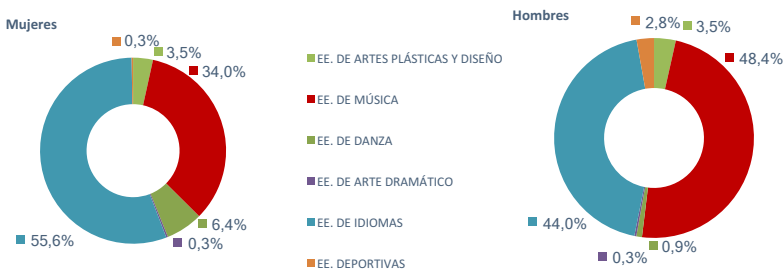 Mujeres
0,3%
3,5%
34,0%
6,4%
0,3%
55,6%
EE. DE ARTES PLÁSTICAS Y DISEÑO
EE. DE MÚSICA
EE. DE DANZA
EE. DE ARTE DRAMÁTICO
EE. DE IDIOMAS
EE. DEPORTIVAS
Hombres
2,8%
3,5%
48,4%
0,9%
0,3%
44,0%